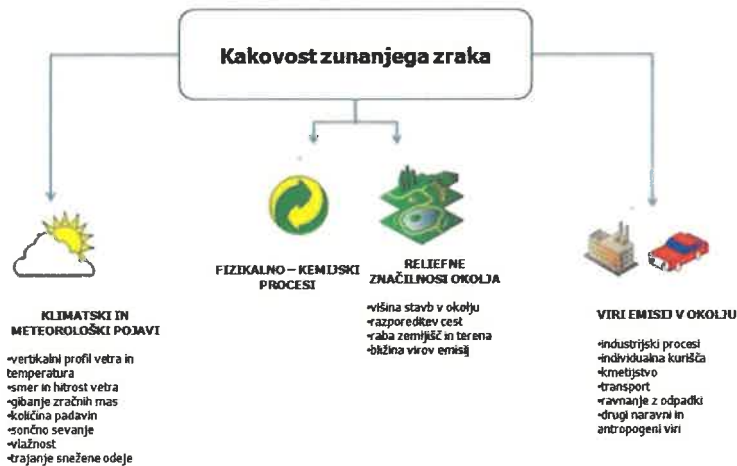 Kakovost zunanjega zraka
KLIMATSKI IN
METEOROLOŠKI POJAVI
•vertikalni profil vetra in
temperatura
•smer in hitrost vetra
•gibanje zračnih mas
•količina padavin
•sončno sevanje
•vlažnost
•trajanje snežene odeje
FIZIKALNO – KEMIJSKI
PROCESI
RELIEFNE
ZNAČILNOSI OKOLJA
•višina stavb v okolju
•razporeditev cest
•raba zemljišč in terena
•bližina virov emisij
VIRI EMISIJ V OKOLJU
•industrijski procesi
•individualna kurišča
•kmetijstvo
•transport
•ravnanje z odpadki
•drugi naravni in
antropogeni viri